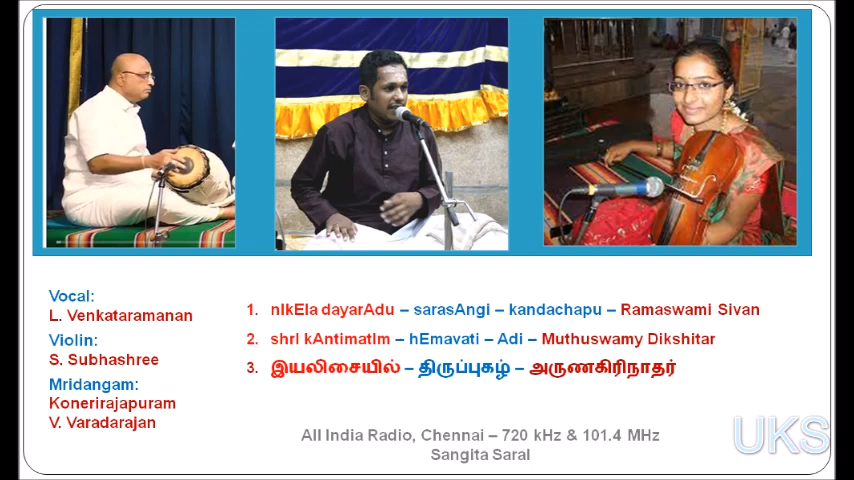 Vocal:
L. Venkataramanan
Violin:
S. Subhashree
Mridangam:
Konerirajapuram
V. Varadarajan
1. nIkEla dayarAdu – sarasAngi – kandachapu – Ramaswami Sivan
2. shrI kAntimatIm – hEmavati – Adi – Muthuswamy Dikshitar
3. இயலிசையில் – திருப்புகழ் – அருணகிரிநாதர்
All India Radio, Chennai – 720 kHz & 101.4 MHz
Sangita Saral
UKS